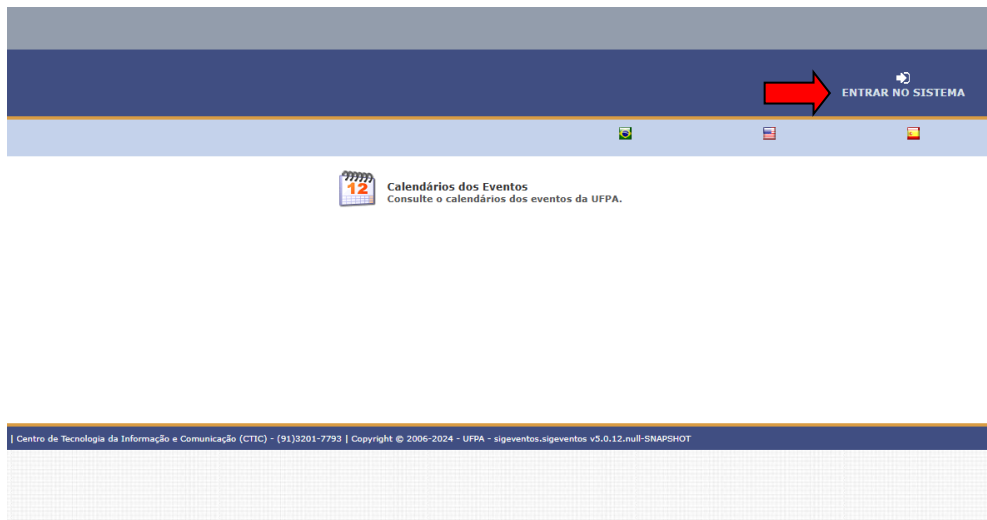 ENTRAR NO SISTEMA
12
Calendários dos Eventos
Consulte o calendários dos eventos da UFPA.
| Centro de Tecnologia da Informação e Comunicação (CTIC) - (91)3201-7793 | Copyright © 2006-2024 - UFPA - sigeventos.sigeventos v5.0.12.null-SNAPSHOT